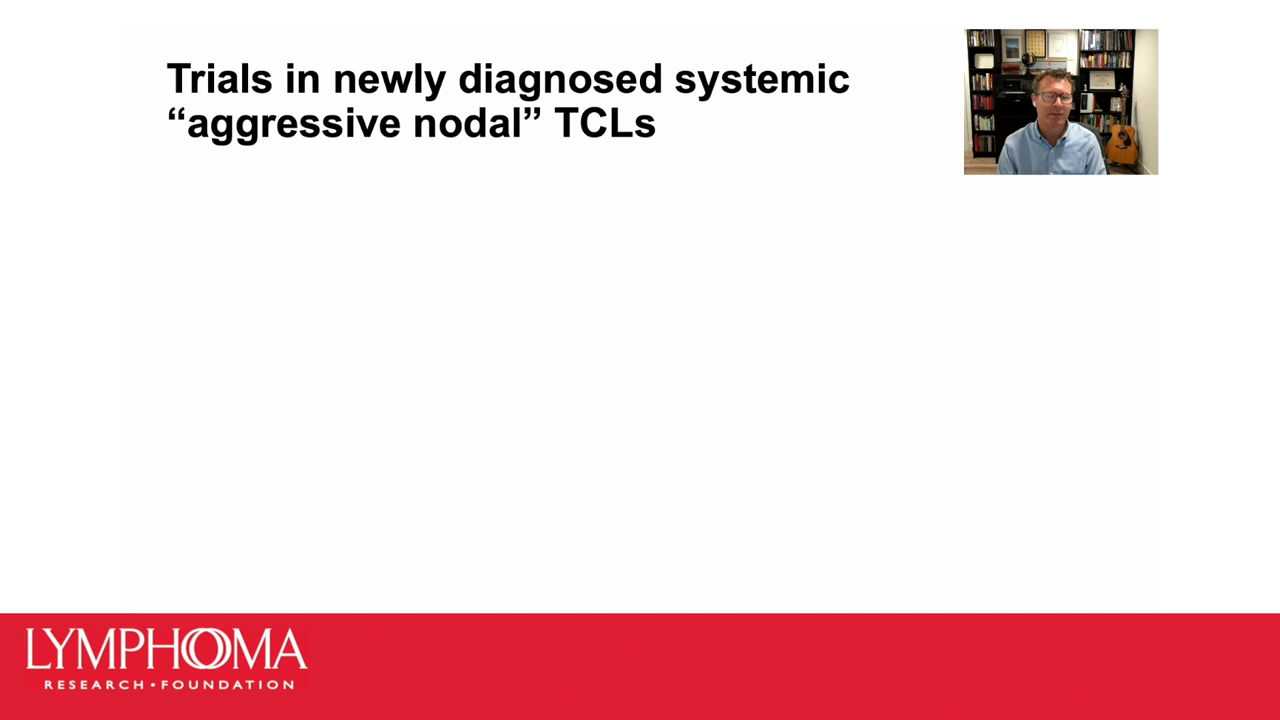 Trials in newly diagnosed systemic
“aggressive nodal” TCLs
LYMPHOMA
RESEARCH • FOUNDATION